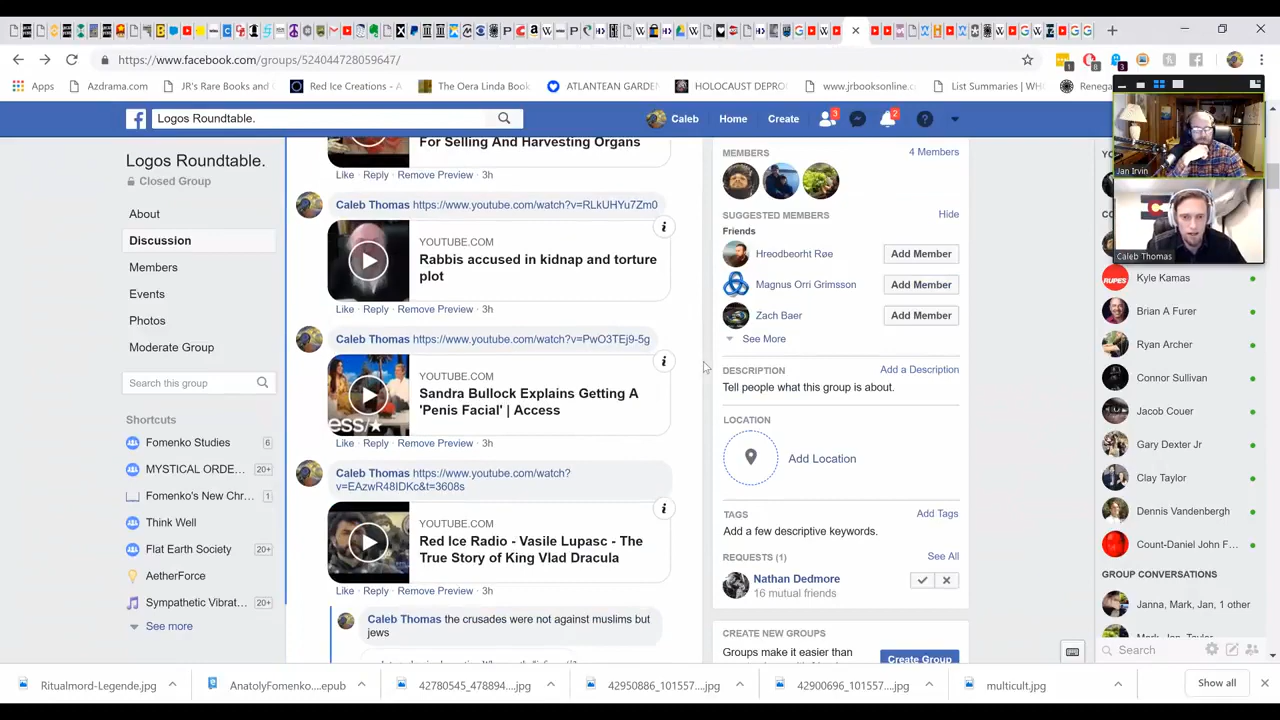 https://www.facebook.com/groups/524044728059647/
1
8
3
Apps
Azdrama.com
JR's Rare Books and
Red Ice Creations - A
Dera Linda Book
ATLANTEAN GARDE
HOLOCAUST DEPRO
www.jrbooksonline.c
List Summaries | WH
Renega
Logos Roundtable.
Caleb
Home
Create
3
2
Jan Irvin
Caleb Thomas
Logos Roundtable.
Closed Group
About
Discussion
Members
Events
Photos
Moderate Group
Search this group
Shortcuts
Fomenko Studies 6
MYSTICAL ORDE... 20+
Fomenko's New Chr... 1
Think Well
Flat Earth Society 20+
AetherForce
Sympathetic Vibrat... 20+
See more
For Selling And Harvesting Organs
Like · Reply · Remove Preview · 3h
Caleb Thomas https://www.youtube.com/watch?v=RLkUHYu7Zm0
YOUTUBE.COM
Rabbis accused in kidnap and torture
plot
Like · Reply · Remove Preview · 3h
Caleb Thomas https://www.youtube.com/watch?v=PwO3TEj9-5g
YOUTUBE.COM
Sandra Bullock Explains Getting A
'Penis Facial' | Access
ess/★
Like · Reply · Remove Preview · 3h
Caleb Thomas https://www.youtube.com/watch?
v=EAzwR48IDKc&t=3608s
YOUTUBE.COM
Red Ice Radio - Vasile Lupasc - The
True Story of King Vlad Dracula
Like · Reply · Remove Preview · 3h
Caleb Thomas the crusades were not against muslims but
jews
MEMBERS
4 Members
SUGGESTED MEMBERS
Hide
Friends
Hreodbeorht Røe
Add Member
Magnus Orri Grimsson
Add Member
Zach Baer
Add Member
See More
DESCRIPTION
Add a Description
Tell people what this group is about.
LOCATION
Add Location
TAGS
Add Tags
Add a few descriptive keywords.
REQUESTS (1)
See All
Nathan Dedmore
16 mutual friends
CREATE NEW GROUPS
Groups make it easier than
Create Group
Kyle Kamas
Brian A Furer
Ryan Archer
Connor Sullivan
Jacob Couer
Gary Dexter Jr
Clay Taylor
Dennis Vandenbergh
Count-Daniel John F...
GROUP CONVERSATIONS
Janna, Mark, Jan, 1 other
Search
Ritualmord-Legende.jpg
AnatolyFomenko....epub
42780545_478894....jpg
42950886_101557....jpg
42900696_101557....jpg
multicult.jpg
Show all